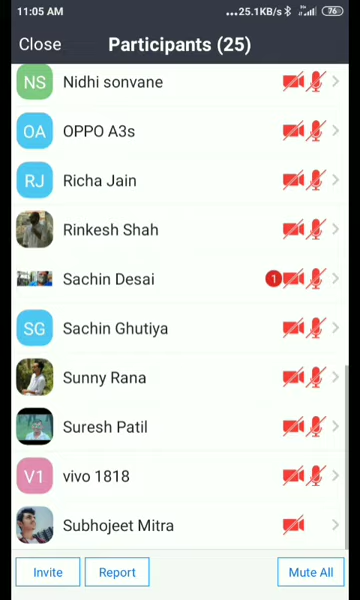 11:05 AM ...25.1KB/s 76
Close Participants (25)
NS Nidhi sonvane
OA OPPO A3s
RJ Richa Jain
Rinkesh Shah
Sachin Desai 1
SG Sachin Ghutiya
Sunny Rana
Suresh Patil
V1 vivo 1818
Subhojeet Mitra
Invite Report Mute All